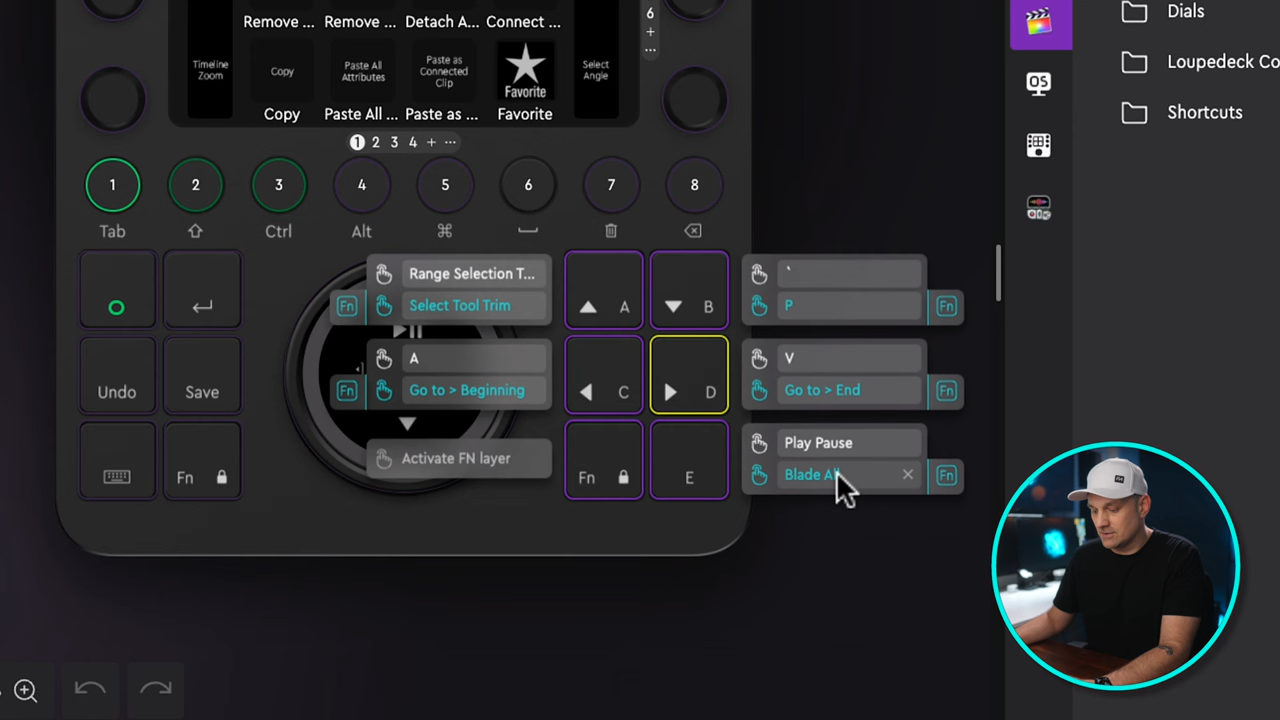 Remove ... Remove ... Detach A... Connect ...
6
+
...
Timeline Zoom
Copy
Paste All Attributes
Paste as Connected Clip
Favorite
Select Angle
Copy Paste All ... Paste as ... Favorite
1 2 3 4 + ...
1 2 3 4 5 6 7 8
Tab Ctrl Alt ⌘
Range Selection T...
Fn Select Tool Trim
A
Fn Go to > Beginning
Activate FN layer
A B
C D
Fn E
`
P Fn
V
Go to > End Fn
Play Pause
Blade A Fn
Undo Save
Fn
Dials
Loupedeck Co
Shortcuts
QS